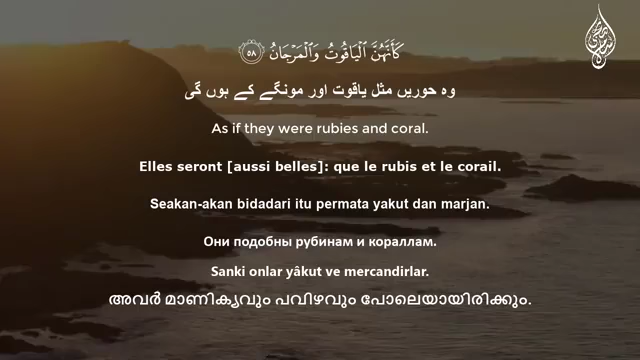 كَأَنَّهُنَّ ٱلْيَاقُوتُ وَٱلْمَرْجَانُ ٥٨
وہ حوریں مثل یاقوت اور مونگے کے ہوں گی
As if they were rubies and coral.
Elles seront [aussi belles]: que le rubis et le corail.
Seakan-akan bidadari itu permata yakut dan marjan.
Они подобны рубинам и кораллам.
Sanki onlar yâkut ve mercandirlar.
അവർ മാണിക്യവും പവിഴവും പോലെയായിരിക്കും.